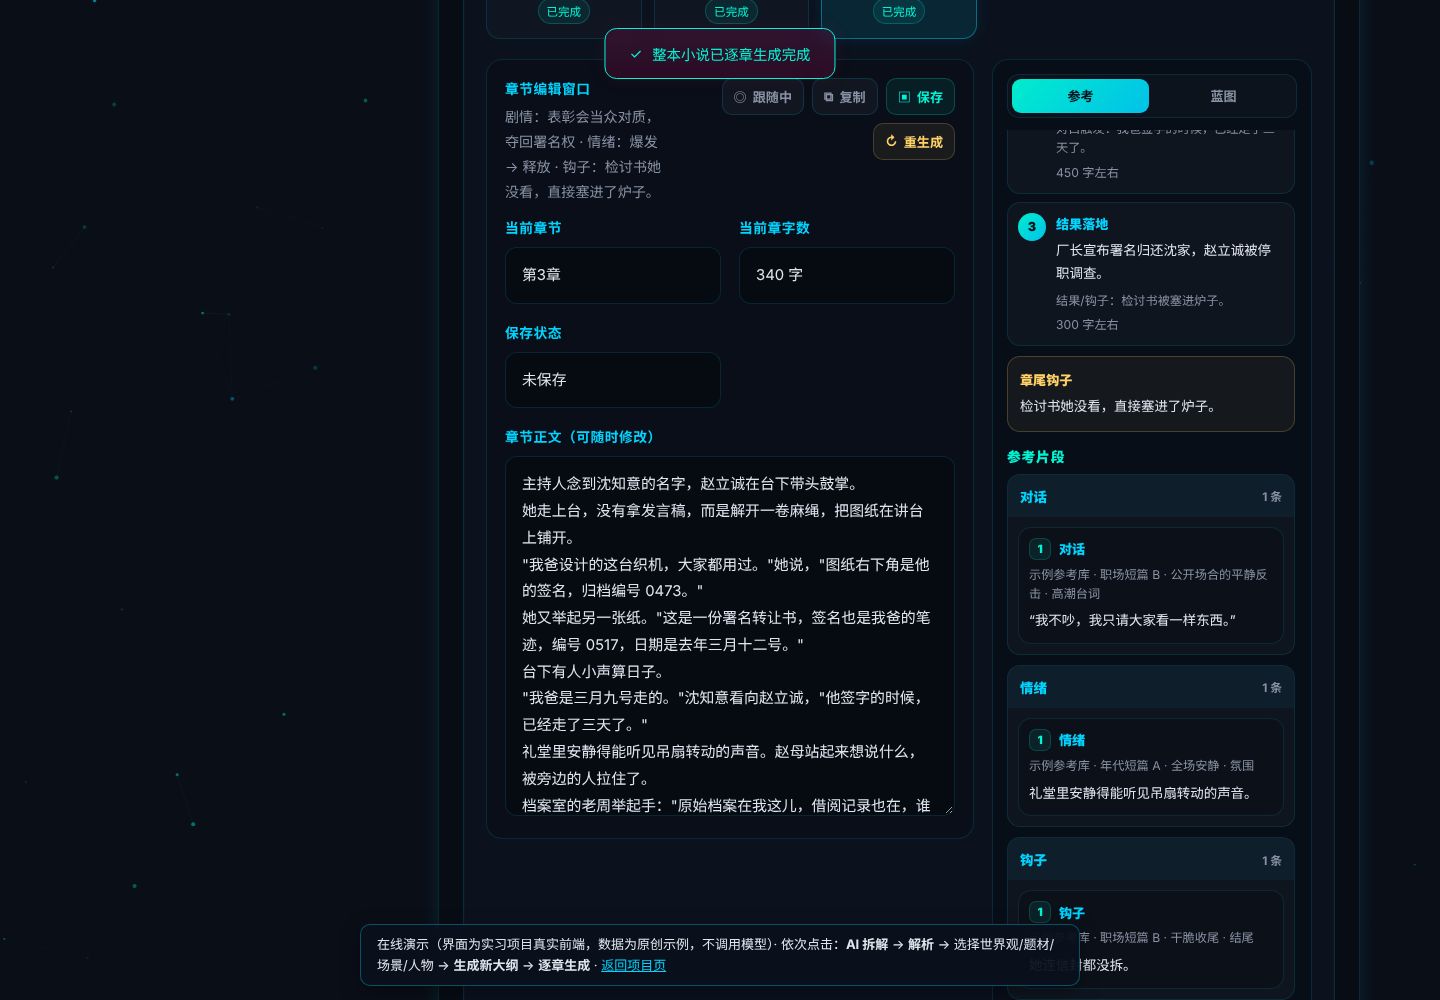 已完成
已完成
已完成
✓ 整本小说已逐章生成完成
章节编辑窗口
剧情：表彰会当众对质，
夺回署名权 · 情绪：爆发
→ 释放 · 钩子：检讨书她
没看，直接塞进了炉子。
◎ 跟随中
复制
保存
重生成
当前章节
当前章字数
第3章
340 字
保存状态
未保存
章节正文（可随时修改）
主持人念到沈知意的名字，赵立诚在台下带头鼓掌。
她走上台，没有拿发言稿，而是解开一卷麻绳，把图纸在讲台
上铺开。
"我爸设计的这台织机，大家都用过。"她说，"图纸右下角是他
的签名，归档编号 0473。"
她又举起另一张纸。"这是一份署名转让书，签名也是我爸的笔
迹，编号 0517，日期是去年三月十二号。"
台下有人小声算日子。
"我爸是三月九号走的。"沈知意看向赵立诚，"他签字的时候，
已经走了三天了。"
礼堂里安静得能听见吊扇转动的声音。赵母站起来想说什么，
被旁边的人拉住了。
档案室的老周举起手："原始档案在我这儿，借阅记录也在，谁
参考
蓝图
天了。
450 字左右
3
结果落地
厂长宣布署名归还沈家，赵立诚被停
职调查。
结果/钩子：检讨书被塞进炉子。
300 字左右
章尾钩子
检讨书她没看，直接塞进了炉子。
参考片段
对话
1 条
1 对话
示例参考库 · 职场短篇 B · 公开场合的平静反
击 · 高潮台词
“我不吵，我只请大家看一样东西。”
情绪
1 条
1 情绪
示例参考库 · 年代短篇 A · 全场安静 · 氛围
礼堂里安静得能听见吊扇转动的声音。
钩子
1 条
1 钩子
库 · 职场短篇 B · 干脆收尾 · 结尾
她连信封都没拆。
在线演示（界面为实习项目真实前端，数据为原创示例，不调用模型）· 依次点击：AI 拆解 → 解析 → 选择世界观/题材/
场景/人物 → 生成新大纲 → 逐章生成 · 返回项目页